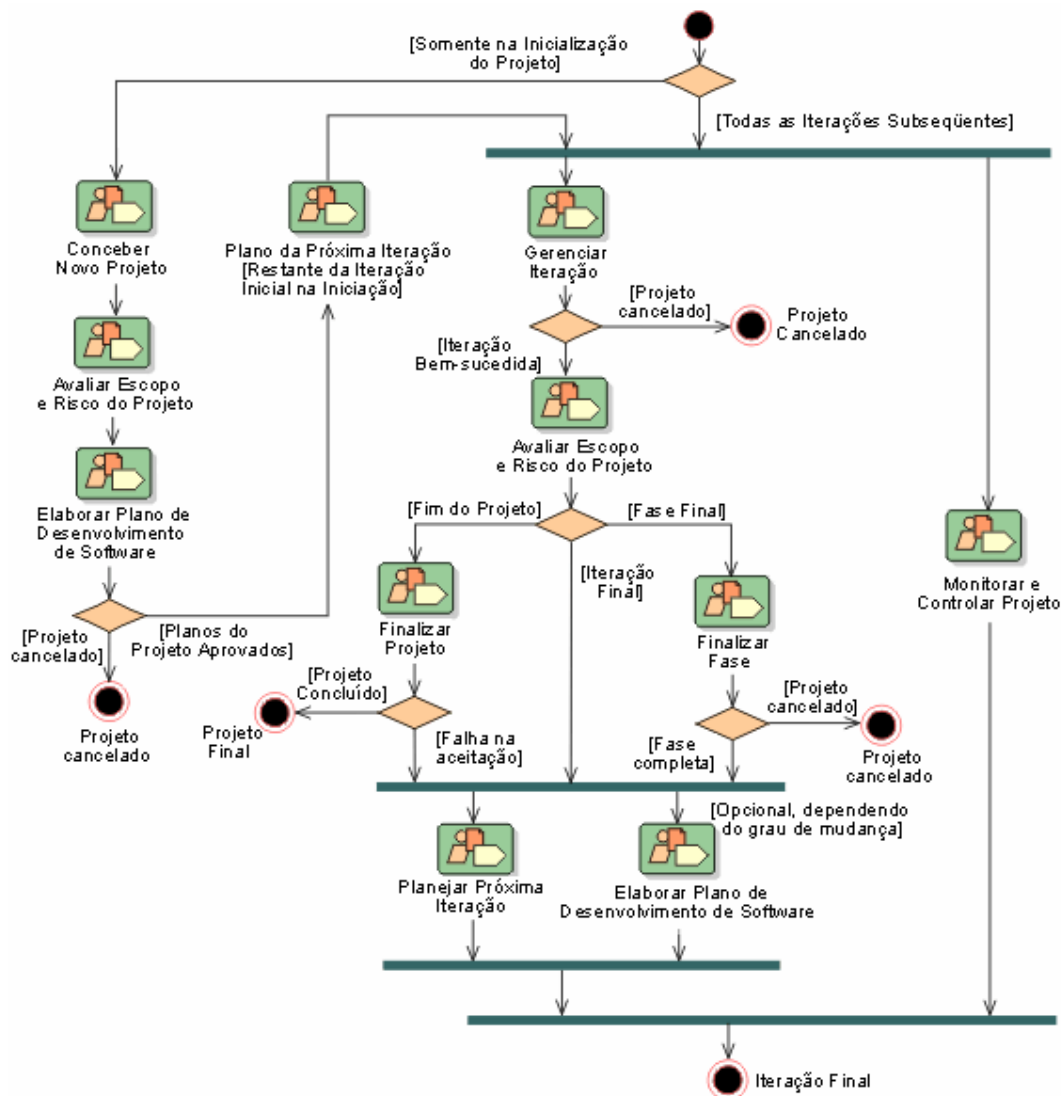 [Somente na Inicialização
do Projeto]
[Todas as Iterações Subseqüentes]
Conceber
Novo Projeto
Plano da Próxima Iteração
[Restante da Iteração
Inicial na Iniciação]
Gerenciar
Iteração
[Projeto
cancelado]
Projeto
Cancelado
[Iteração
Bem-sucedida]
Avaliar Escopo
e Risco do Projeto
Avaliar Escopo
e Risco do Projeto
Elaborar Plano de
Desenvolvimento
de Software
[Fim do Projeto]
[Fase Final]
[Iteração
Final]
Monitorar e
Controlar Projeto
[Projeto
cancelado]
[Planos do
Projeto Aprovados]
Finalizar
Projeto
Finalizar
Fase
Projeto
cancelado
[Projeto
Concluído]
Projeto
Final
[Falha na
aceitação]
[Projeto
cancelado]
[Fase
completa]
Projeto
cancelado
[Opcional, dependendo
do grau de mudança]
Planejar Próxima
Iteração
Elaborar Plano de
Desenvolvimento de Software
Iteração Final